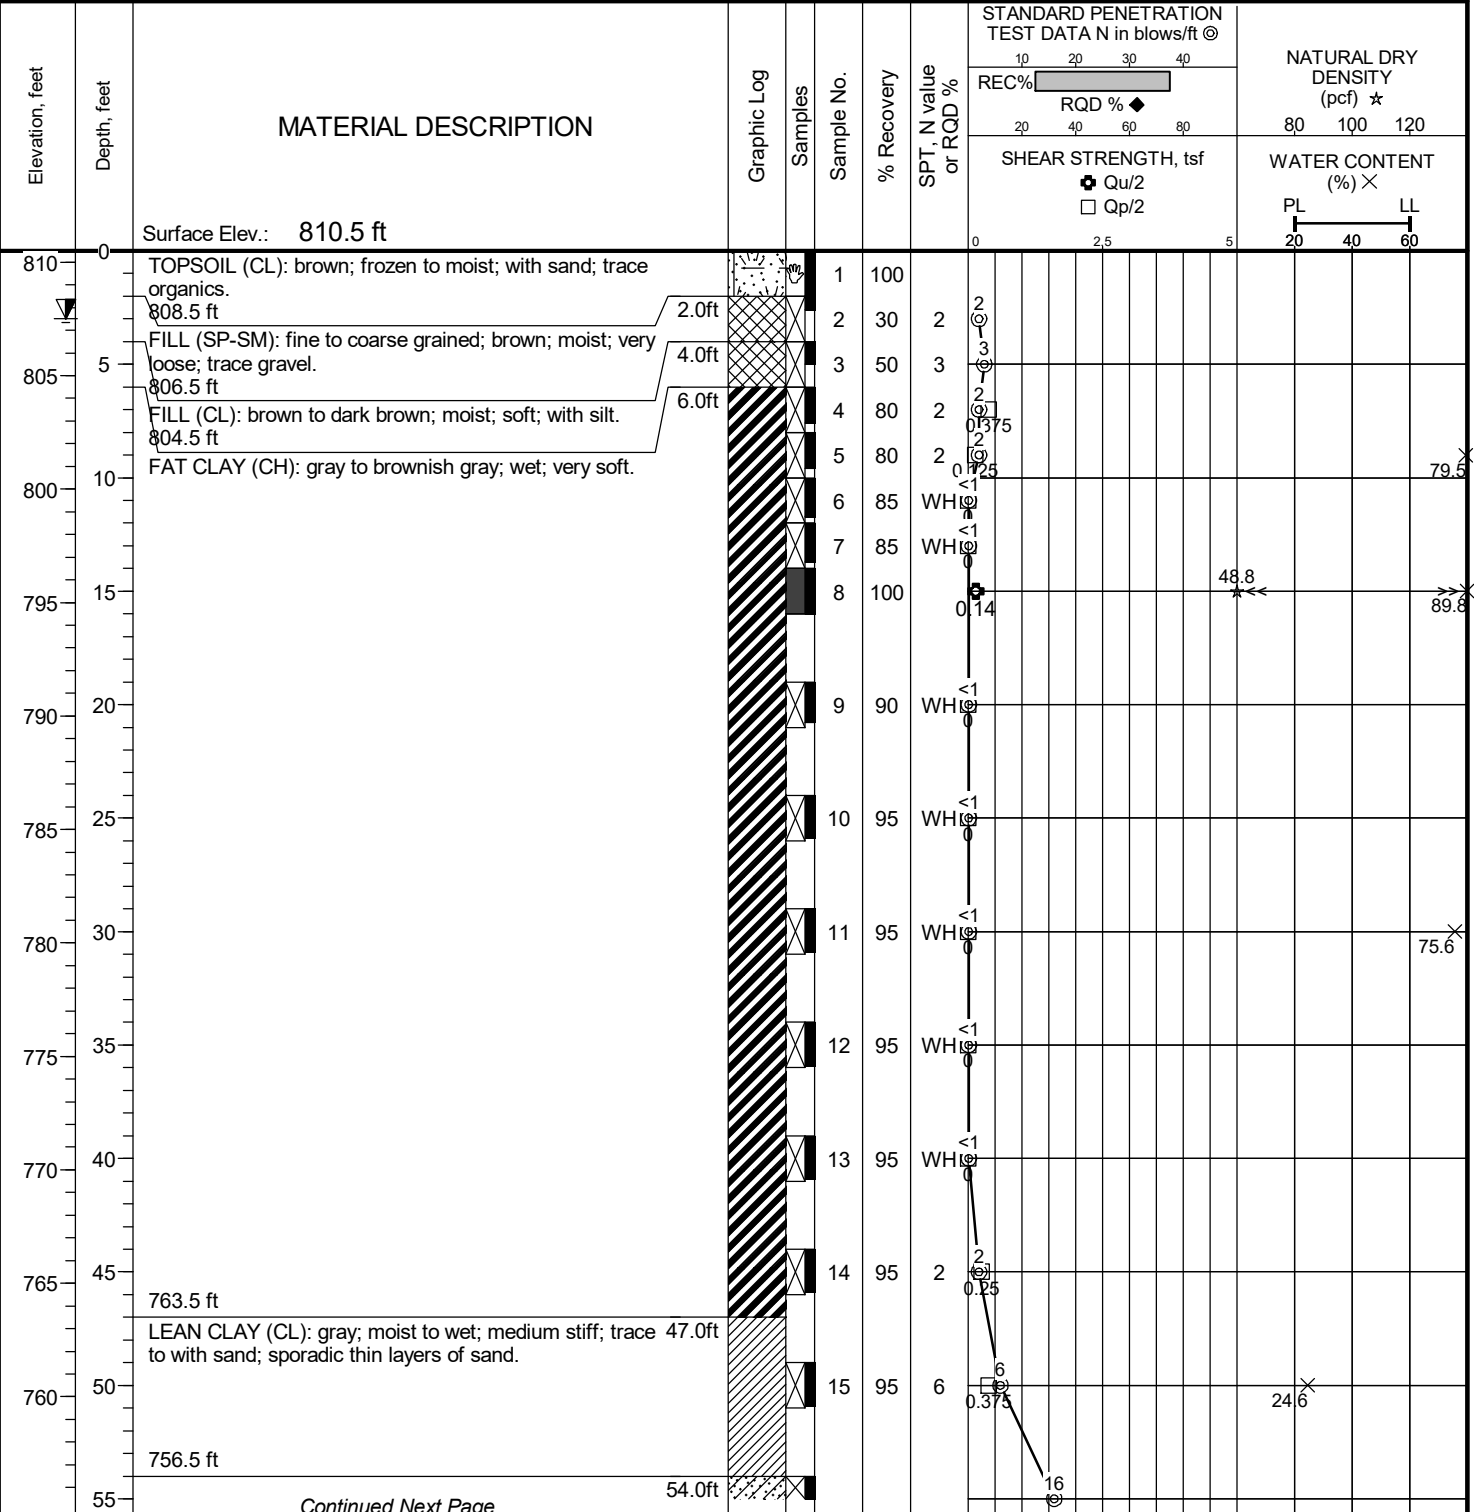 Elevation, feet
Depth, feet
MATERIAL DESCRIPTION
Surface Elev.: 810.5 ft
Graphic Log
Samples
Sample No.
% Recovery
SPT, N value
or RQD %
STANDARD PENETRATION
TEST DATA N in blows/ft
10 20 30 40
REC%
RQD %
20 40 60 80
SHEAR STRENGTH, tsf
Qu/2
Qp/2
0 2,5 5
NATURAL DRY
DENSITY
(pcf)
80 100 120
WATER CONTENT
(%)
PL LL
20 40 60
810 0
TOPSOIL (CL): brown; frozen to moist; with sand; trace
organics.
808.5 ft 2.0ft
1 100
FILL (SP-SM): fine to coarse grained; brown; moist; very
loose; trace gravel.
806.5 ft 4.0ft
2 30 2 2
805 5
3 50 3 3
FILL (CL): brown to dark brown; moist; soft; with silt.
804.5 ft 6.0ft
4 80 2 2 0.375
FAT CLAY (CH): gray to brownish gray; wet; very soft.
5 80 2 2 0.125 79.5
800 10
6 85 WH <1 0
7 85 WH <1 0
795 15 8 100 0.14 48.8 << >> 89.8
790 20 9 90 WH <1 0
785 25 10 95 WH <1 0
780 30 11 95 WH <1 0 75.6
775 35 12 95 WH <1 0
770 40 13 95 WH <1 0
765 45 14 95 2 2 0.25
763.5 ft
LEAN CLAY (CL): gray; moist to wet; medium stiff; trace 47.0ft
to with sand; sporadic thin layers of sand.
760 50 15 95 6 6 0.375 24.6
756.5 ft
54.0ft
55 16
Continued Next Page